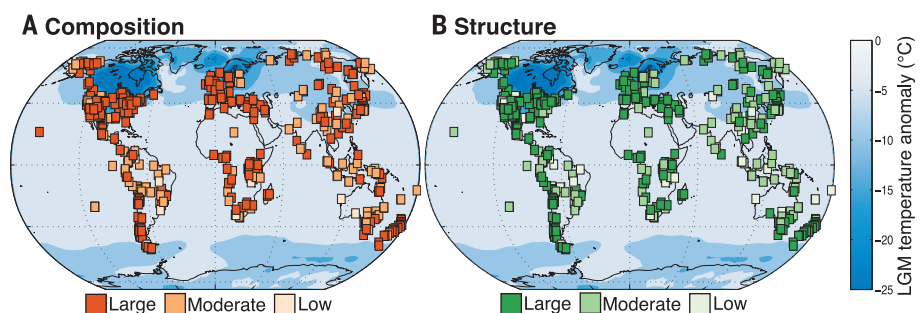 A Composition
B Structure
Large Moderate Low
Large Moderate Low
0
−5
−10
−15
−20
−25
LGM temperature anomaly (°C)